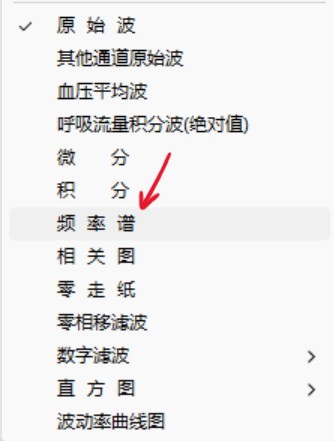 原 始 波
其他通道原始波
血压平均波
呼吸流量积分波(绝对值)
微 分
积 分
频 率 谱
相 关 图
零 走 纸
零相移滤波
数字滤波
直 方 图
波动率曲线图